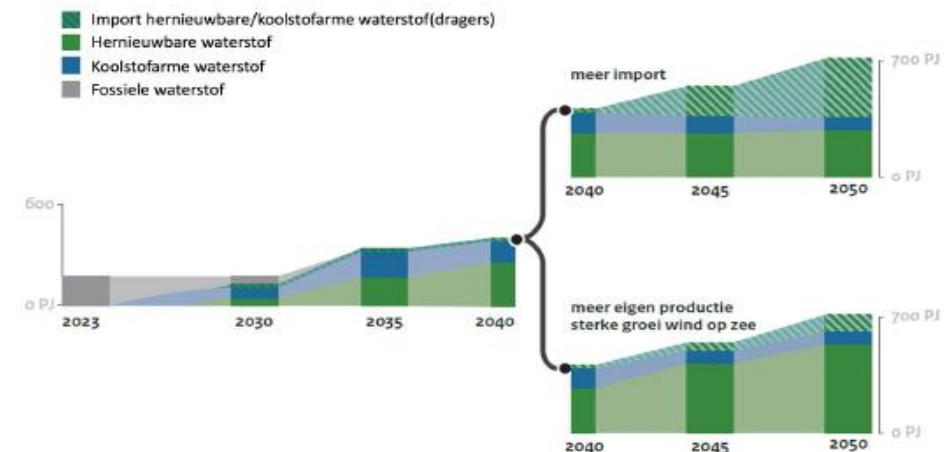 Import hernieuwbare/koolstofarme waterstof(dragers)
Hernieuwbare waterstof
Koolstofarme waterstof
Fossiele waterstof
600
0 PJ
2023
2030
2035
2040
meer import
700 PJ
0 PJ
2040
2045
2050
meer eigen productie
sterke groei wind op zee
700 PJ
0 PJ
2040
2045
2050